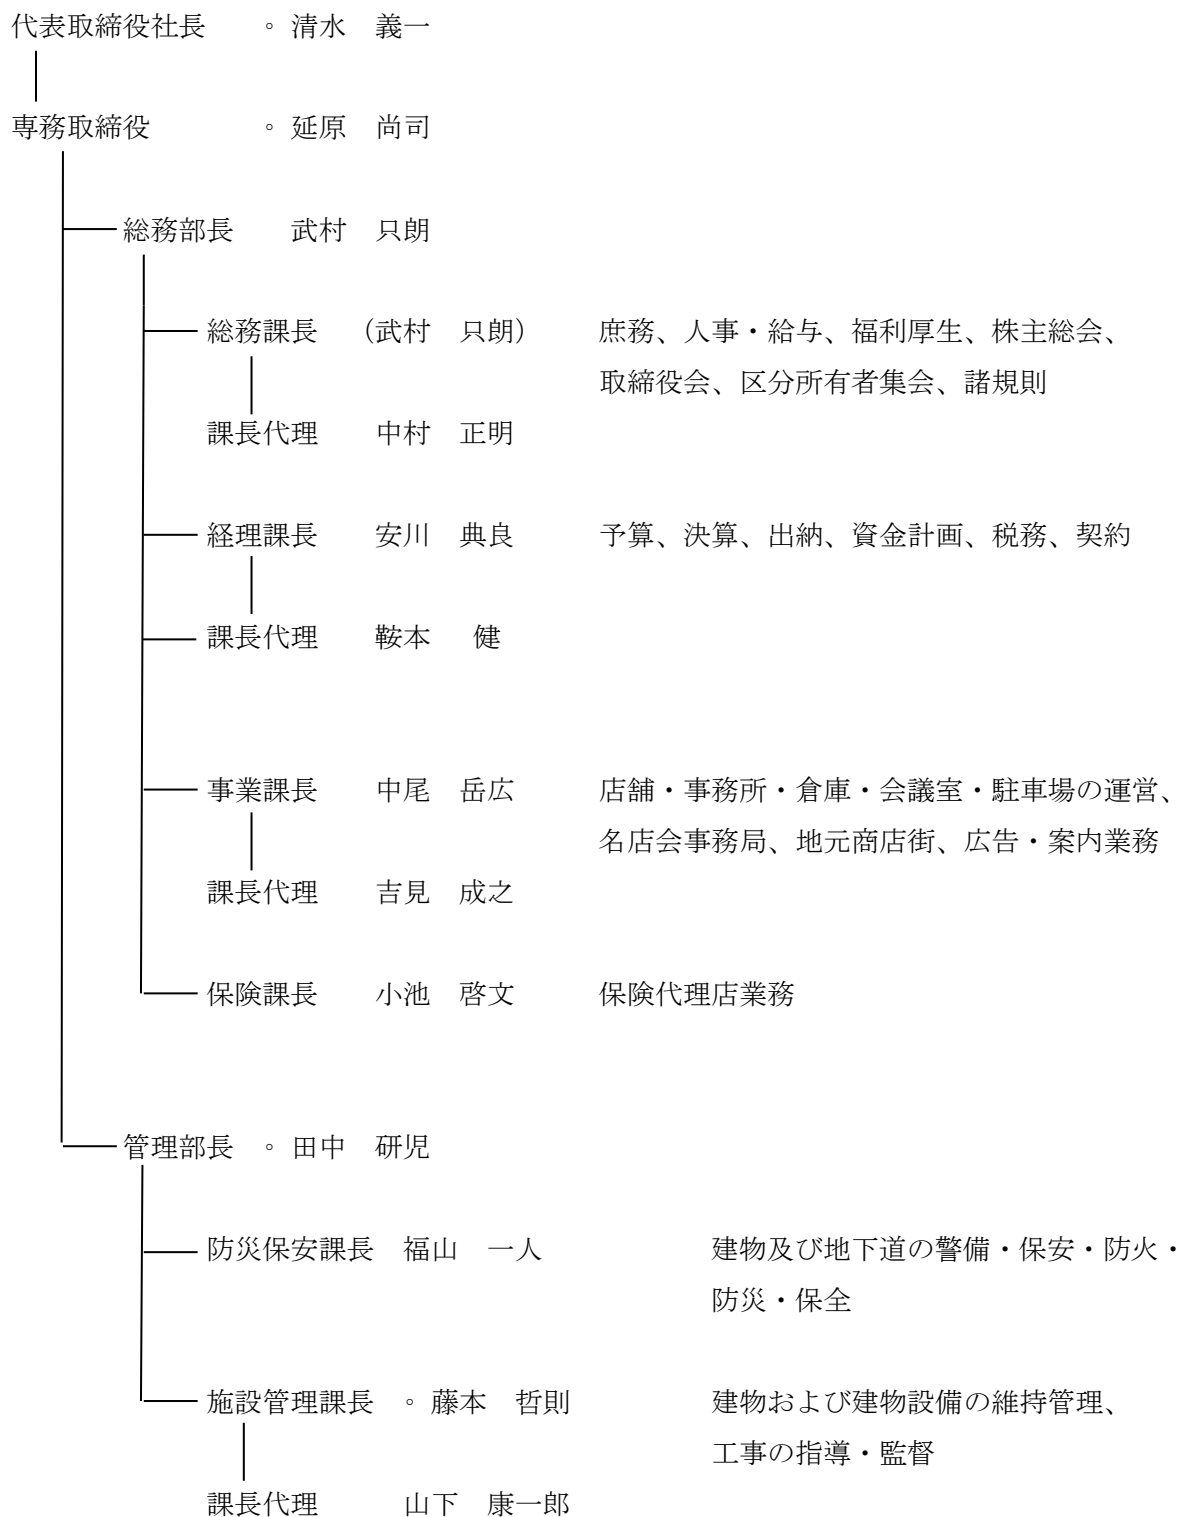 代表取締役社長　。清水　義一
専務取締役　　　。延原　尚司
総務部長　　武村　只朗
総務課長　（武村　只朗）　　庶務、人事・給与、福利厚生、株主総会、
取締役会、区分所有者集会、諸規則
課長代理　　中村　正明
経理課長　　安川　典良　　　予算、決算、出納、資金計画、税務、契約
課長代理　　鞍本　健
事業課長　　中尾　岳広　　　店舗・事務所・倉庫・会議室・駐車場の運営、
名店会事務局、地元商店街、広告・案内業務
課長代理　　吉見　成之
保険課長　　小池　啓文　　　保険代理店業務
管理部長　。田中　研児
防災保安課長　福山　一人　　　建物及び地下道の警備・保安・防火・
防災・保全
施設管理課長　。藤本　哲則　　　建物および建物設備の維持管理、
工事の指導・監督
課長代理　　　山下　康一郎